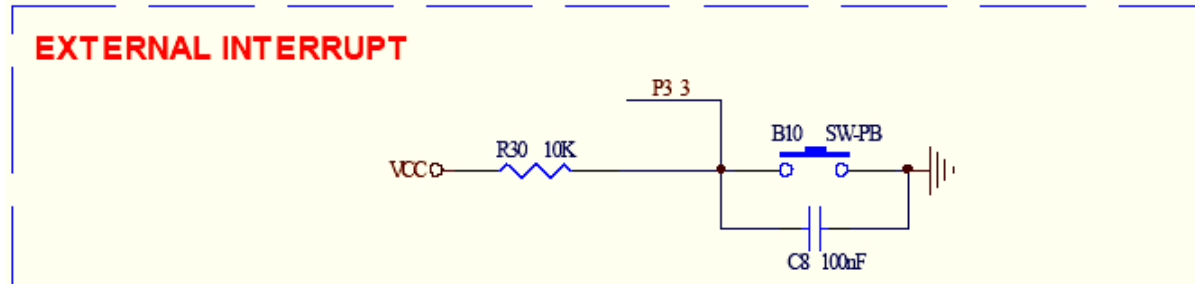 EXTERNAL INTERRUPT
P3 3
B10 SW-PB
R30 10K
VCC
C8 100nF